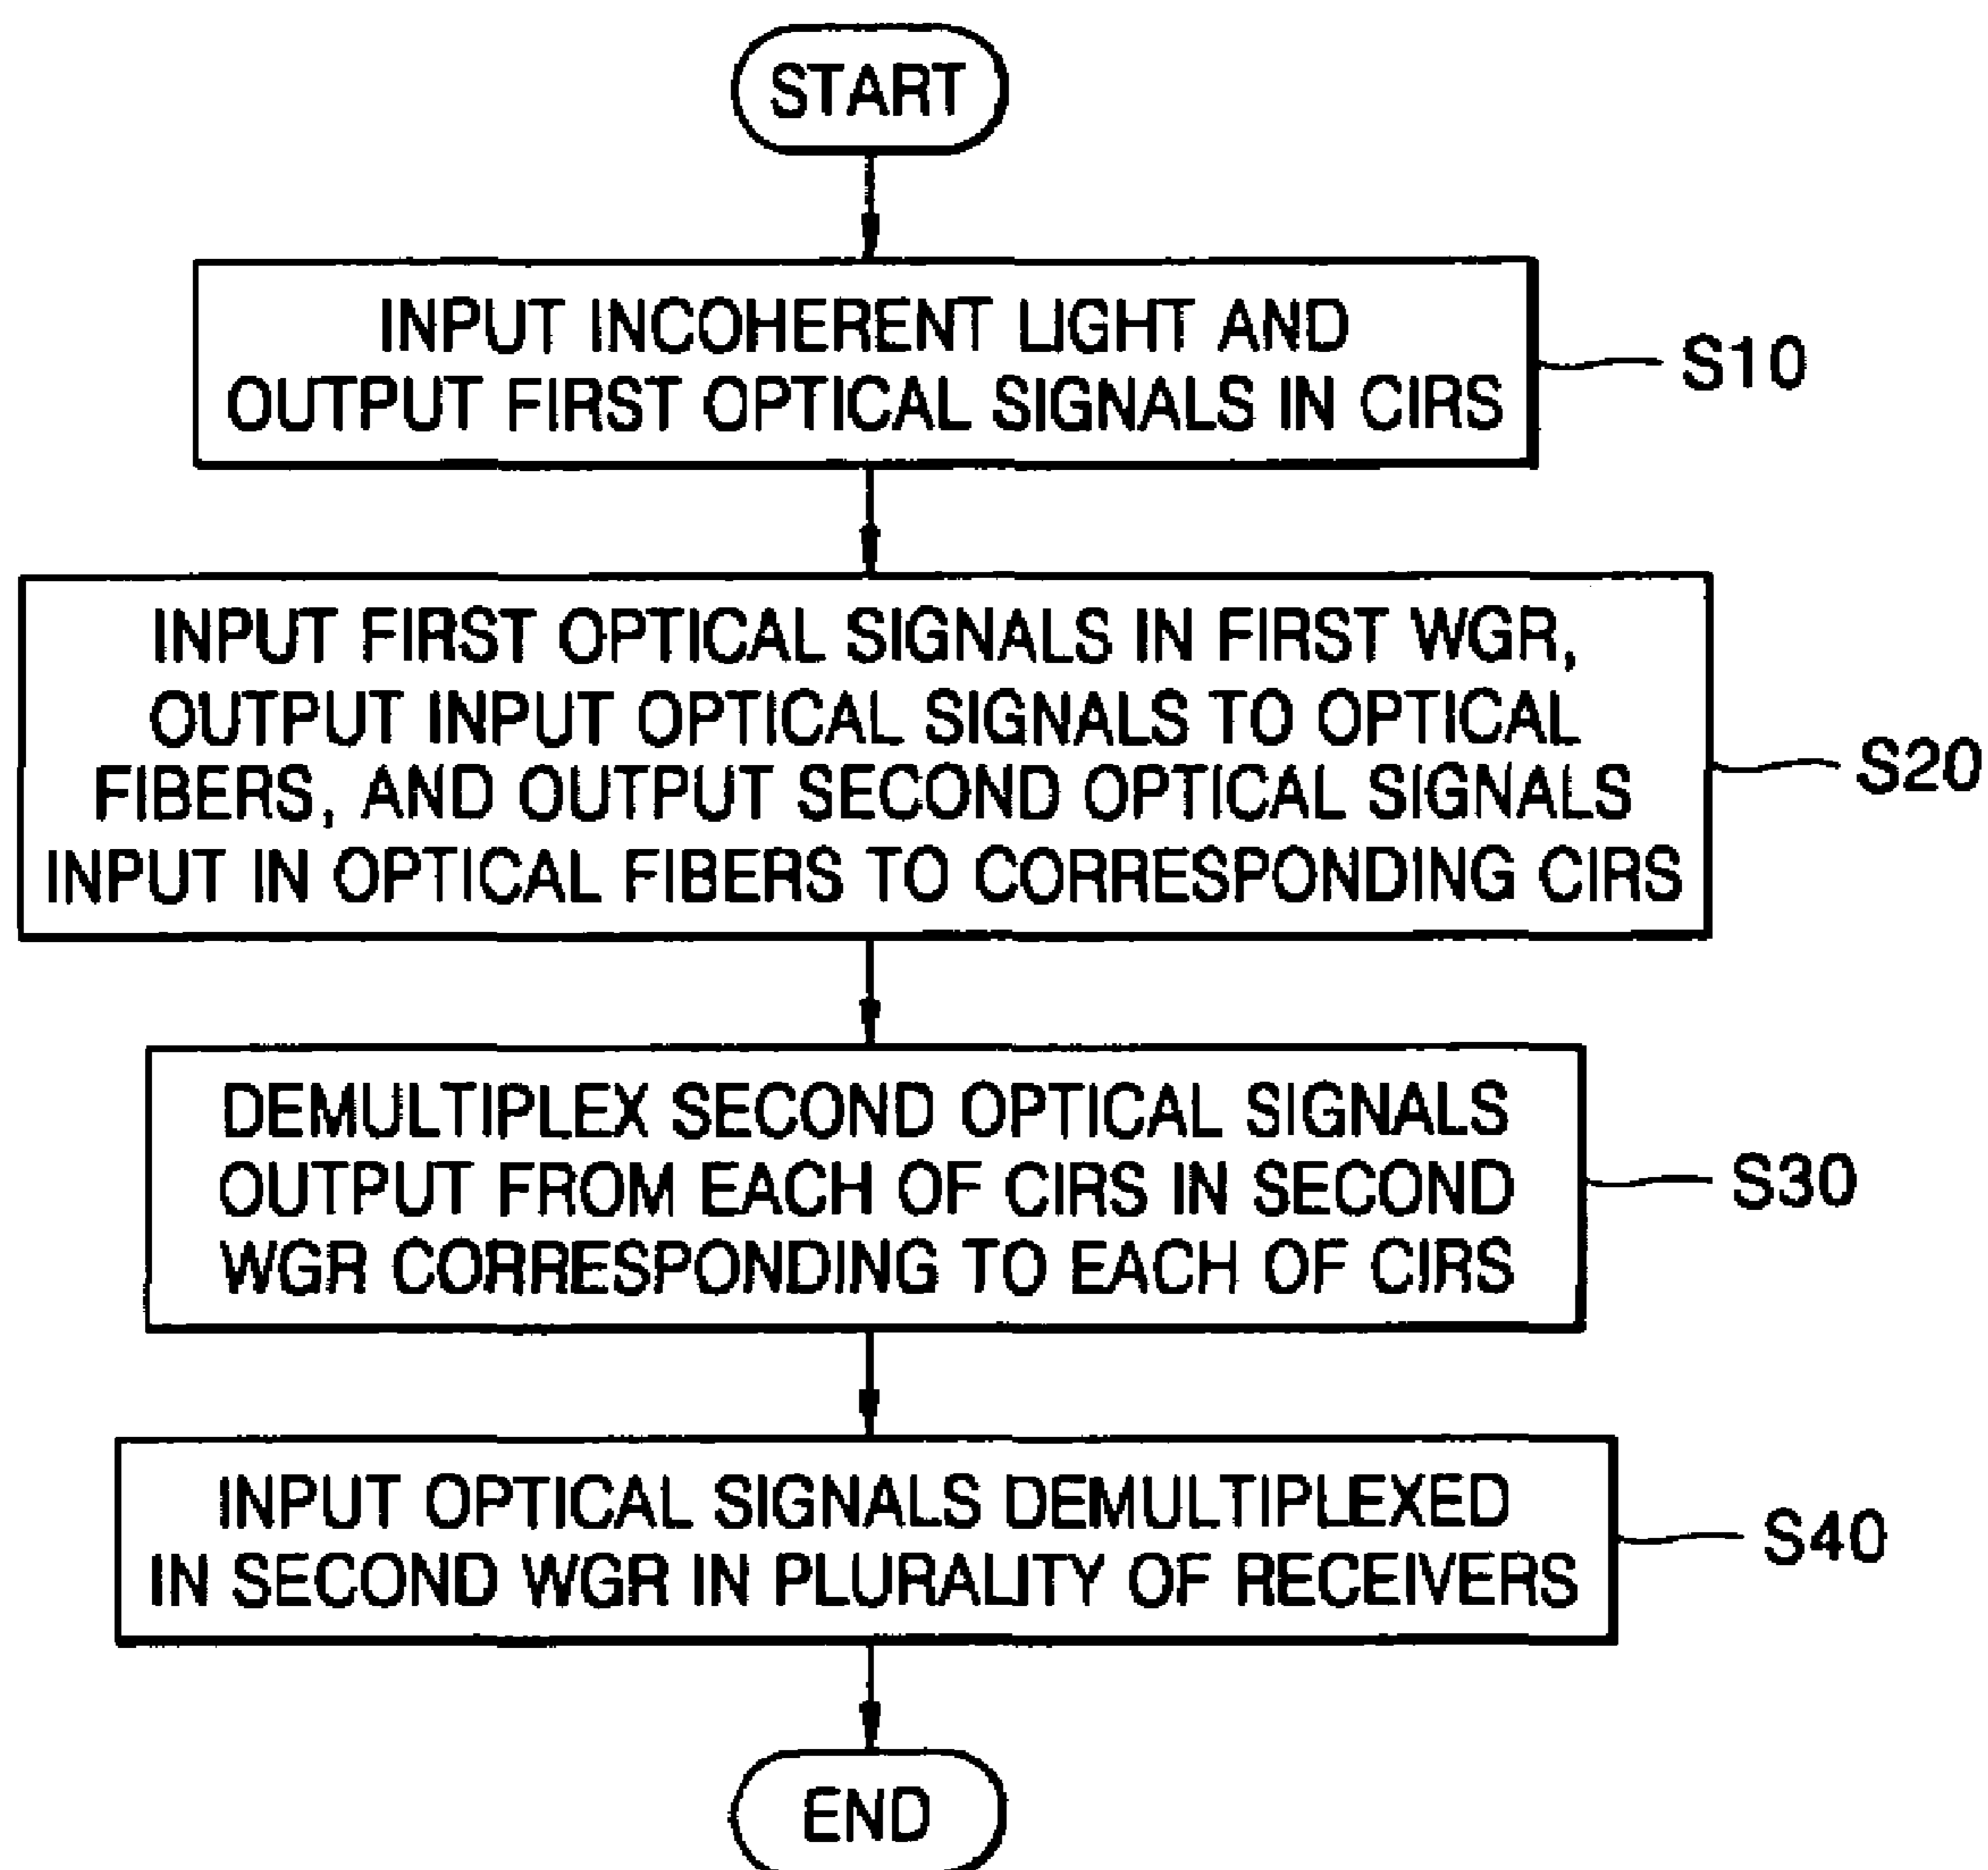 START
INPUT INCOHERENT LIGHT AND
OUTPUT FIRST OPTICAL SIGNALS IN CIRS
S10
INPUT FIRST OPTICAL SIGNALS IN FIRST WGR,
OUTPUT INPUT OPTICAL SIGNALS TO OPTICAL
FIBERS, AND OUTPUT SECOND OPTICAL SIGNALS
INPUT IN OPTICAL FIBERS TO CORRESPONDING CIRS
S20
DEMULTIPLEX SECOND OPTICAL SIGNALS
OUTPUT FROM EACH OF CIRS IN SECOND
WGR CORRESPONDING TO EACH OF CIRS
S30
INPUT OPTICAL SIGNALS DEMULTIPLEXED
IN SECOND WGR IN PLURALITY OF RECEIVERS
S40
END